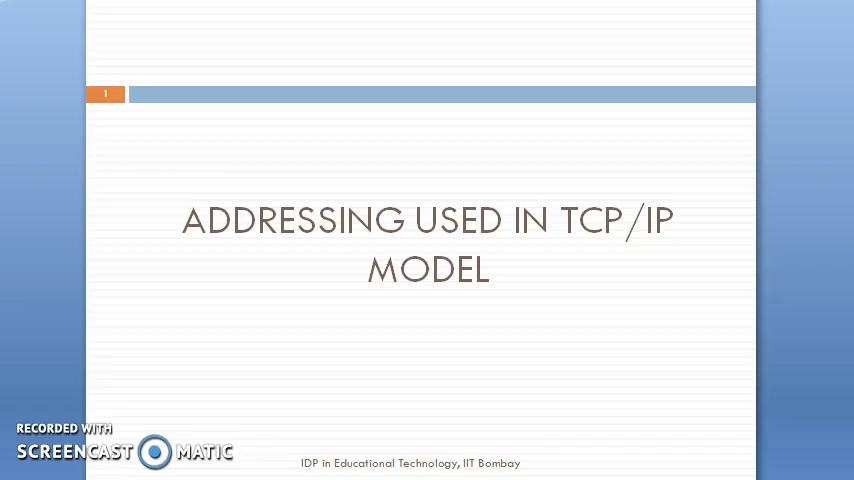 1
ADDRESSING USED IN TCP/IP
MODEL
RECORDED WITH
SCREENCAST MATIC
IDP in Educational Technology, IIT Bombay